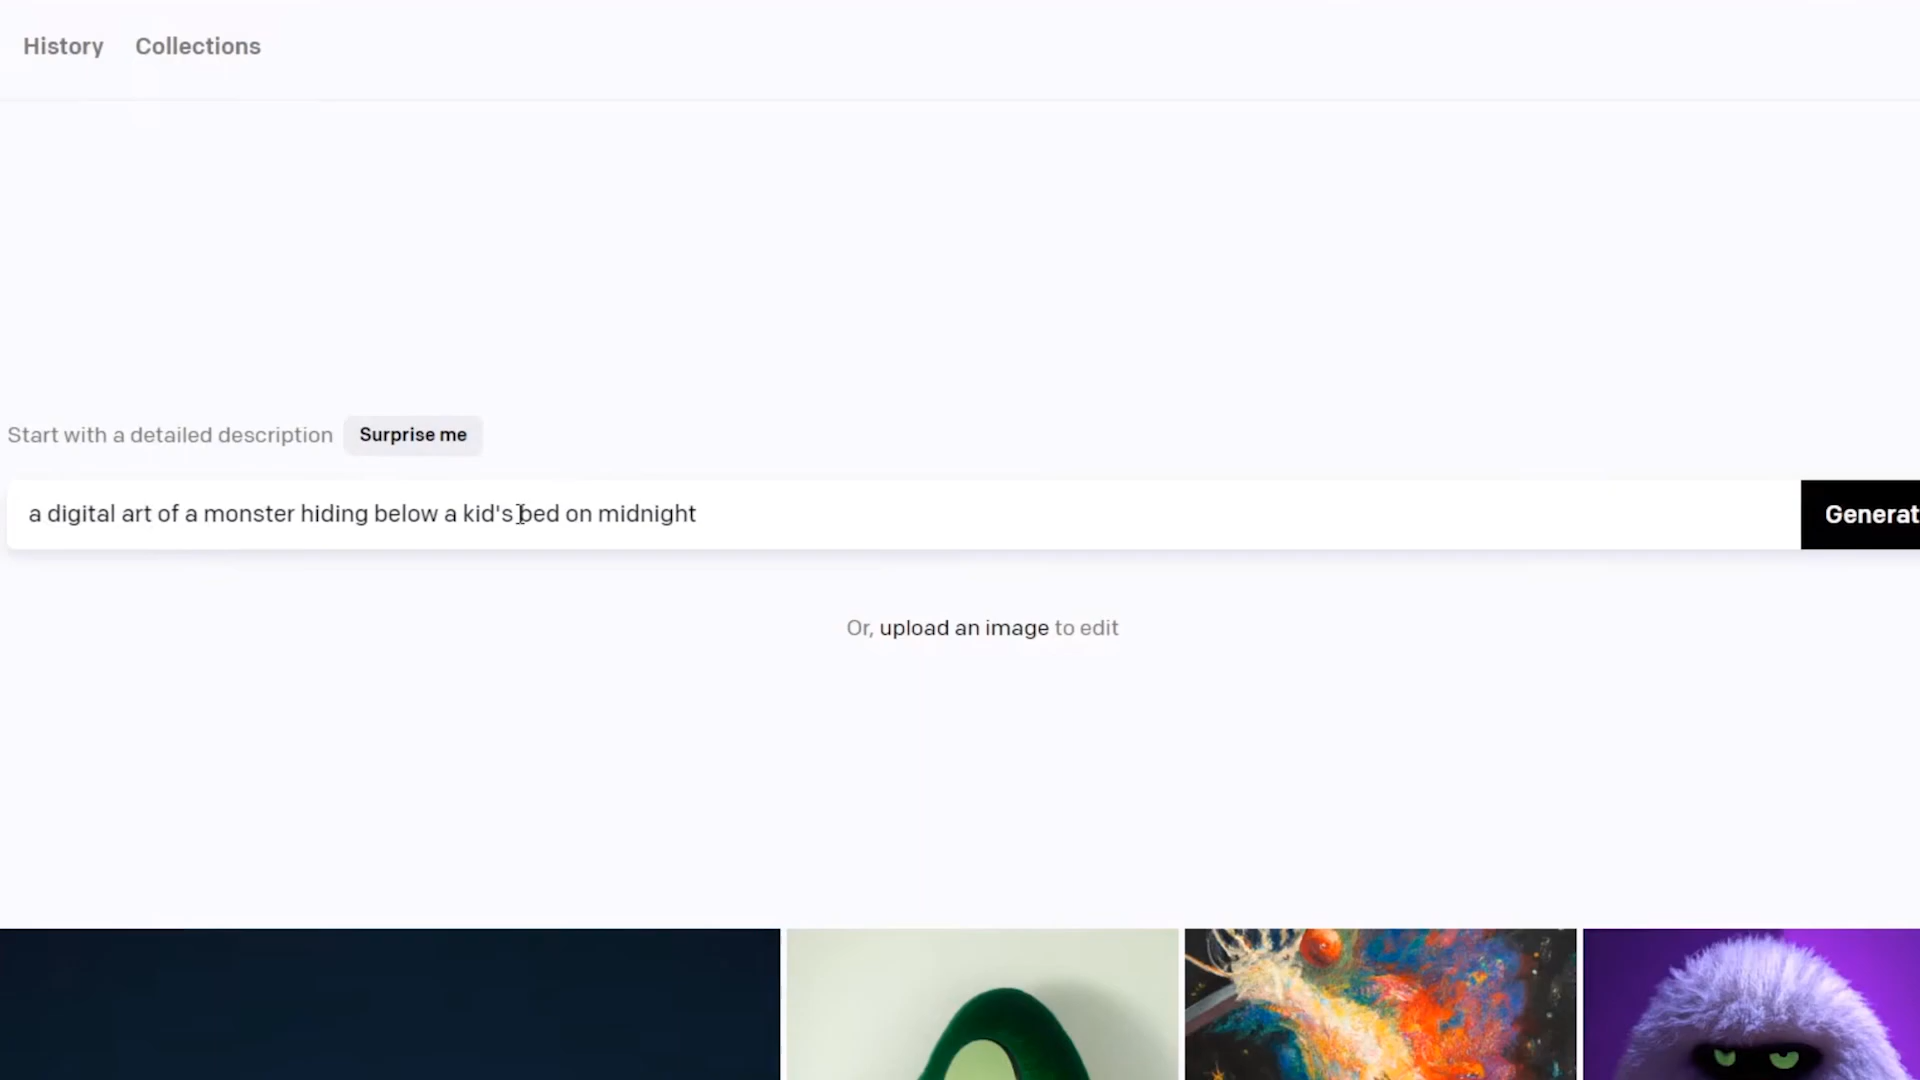 History Collections
Start with a detailed description Surprise me
a digital art of a monster hiding below a kid's bed on midnight
Generat
Or, upload an image to edit